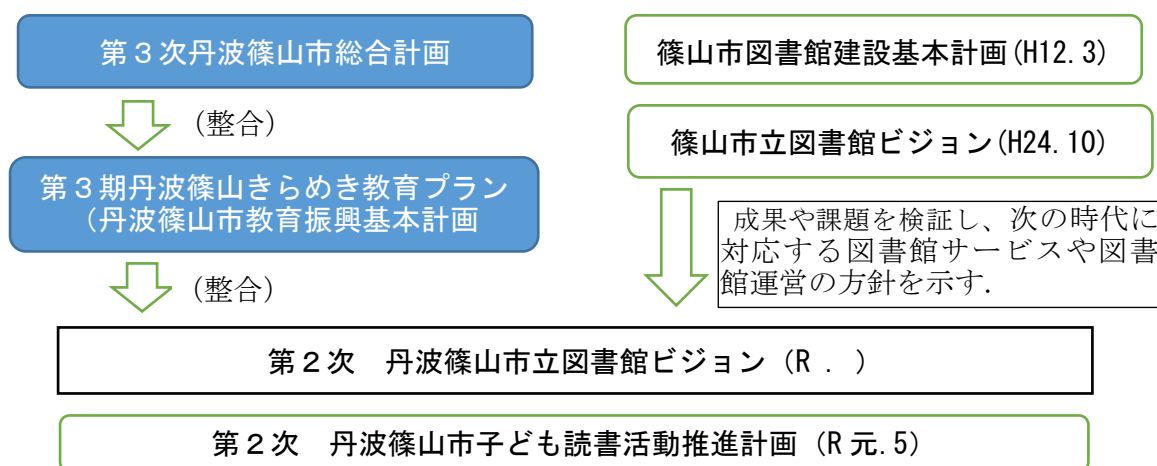 第３次丹波篠山市総合計画
（整合）
第３期丹波篠山きらめき教育プラン
（丹波篠山市教育振興基本計画
（整合）
篠山市図書館建設基本計画(H12.3)
篠山市立図書館ビジョン(H24.10)
成果や課題を検証し、次の時代に
対応する図書館サービスや図書
館運営の方針を示す.
第２次　丹波篠山市立図書館ビジョン（R . ）
第２次　丹波篠山市子ども読書活動推進計画（R元.5）